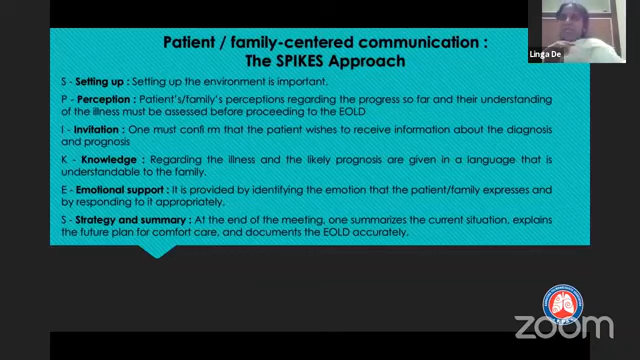 Patient / family-centered communication :
The SPIKES Approach
Linga De
S - Setting up : Setting up the environment is important.
P - Perception : Patient's/family's perceptions regarding the progress so far and their understanding
of the illness must be assessed before proceeding to the EOLD
I - Invitation : One must confi rm that the patient wishes to receive information about the diagnosis
and prognosis
K - Knowledge : Regarding the illness and the likely prognosis are given in a language that is
understandable to the family.
E - Emotional support : It is provided by identifying the emotion that the patient/family expresses and
by responding to it appropriately.
S - Strategy and summary : At the end of the meeting, one summarizes the current situation, explains
the future plan for comfort care, and documents the EOLD accurately.
zoom